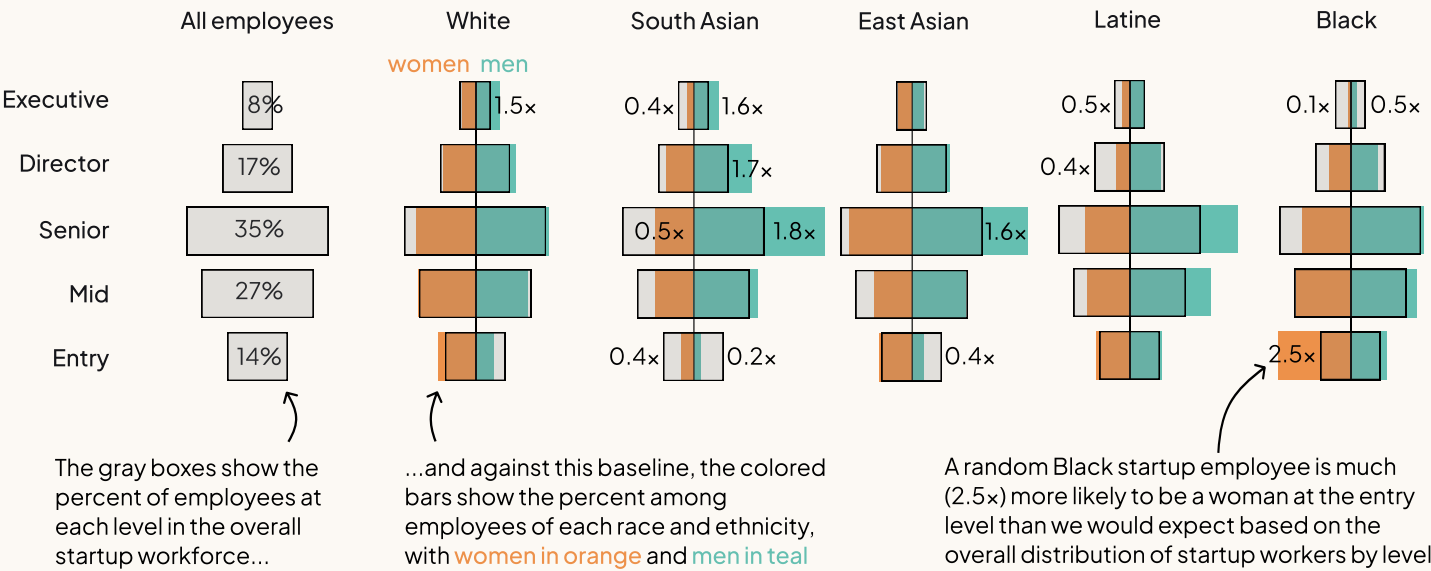 All employees White South Asian East Asian Latine Black
women men
Executive 8% 1.5× 0.4× 1.6× 0.5× 0.1× 0.5×
Director 17% 1.7× 0.4×
Senior 35% 0.5× 1.8× 1.6×
Mid 27%
Entry 14% 0.4× 0.2× 0.4× 2.5×
The gray boxes show the
percent of employees at
each level in the overall
startup workforce...
...and against this baseline, the colored
bars show the percent among
employees of each race and ethnicity,
with women in orange and men in teal
A random Black startup employee is much
(2.5×) more likely to be a woman at the entry
level than we would expect based on the
overall distribution of startup workers by level